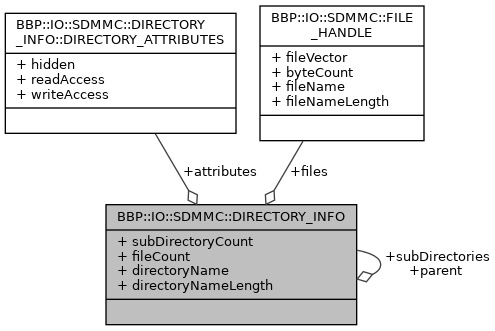 BBP::IO::SDMMC::DIRECTORY
_INFO::DIRECTORY_ATTRIBUTES
+ hidden
+ readAccess
+ writeAccess
BBP::IO::SDMMC::FILE
_HANDLE
+ fileVector
+ byteCount
+ fileName
+ fileNameLength
+attributes
+files
BBP::IO::SDMMC::DIRECTORY_INFO
+ subDirectoryCount
+ fileCount
+ directoryName
+ directoryNameLength
+subDirectories
+parent